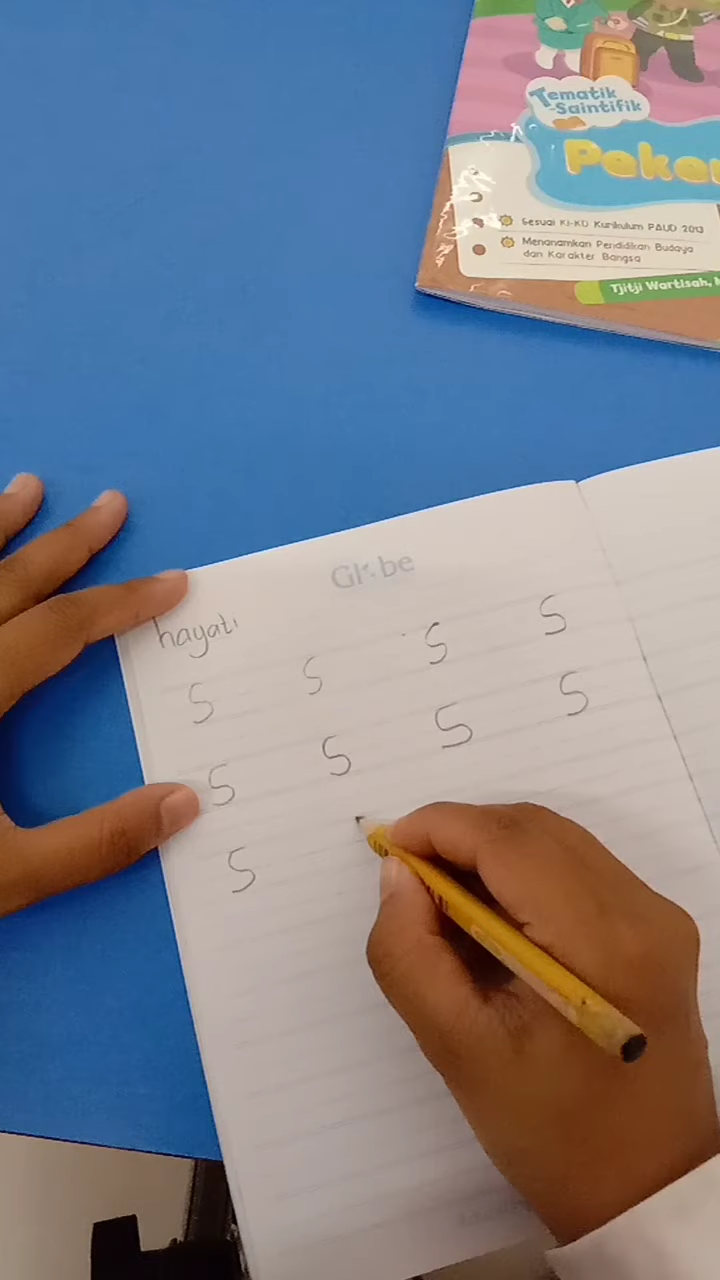 Tematik
Saintifik
Sesuai KI-KD Kurikulum PAUD 2013
Menanamkan Pendidikan Budaya
dan Karakter Bangsa
Tjitji Wartisah,
Globe
hayati
S S S S
S S S S
S